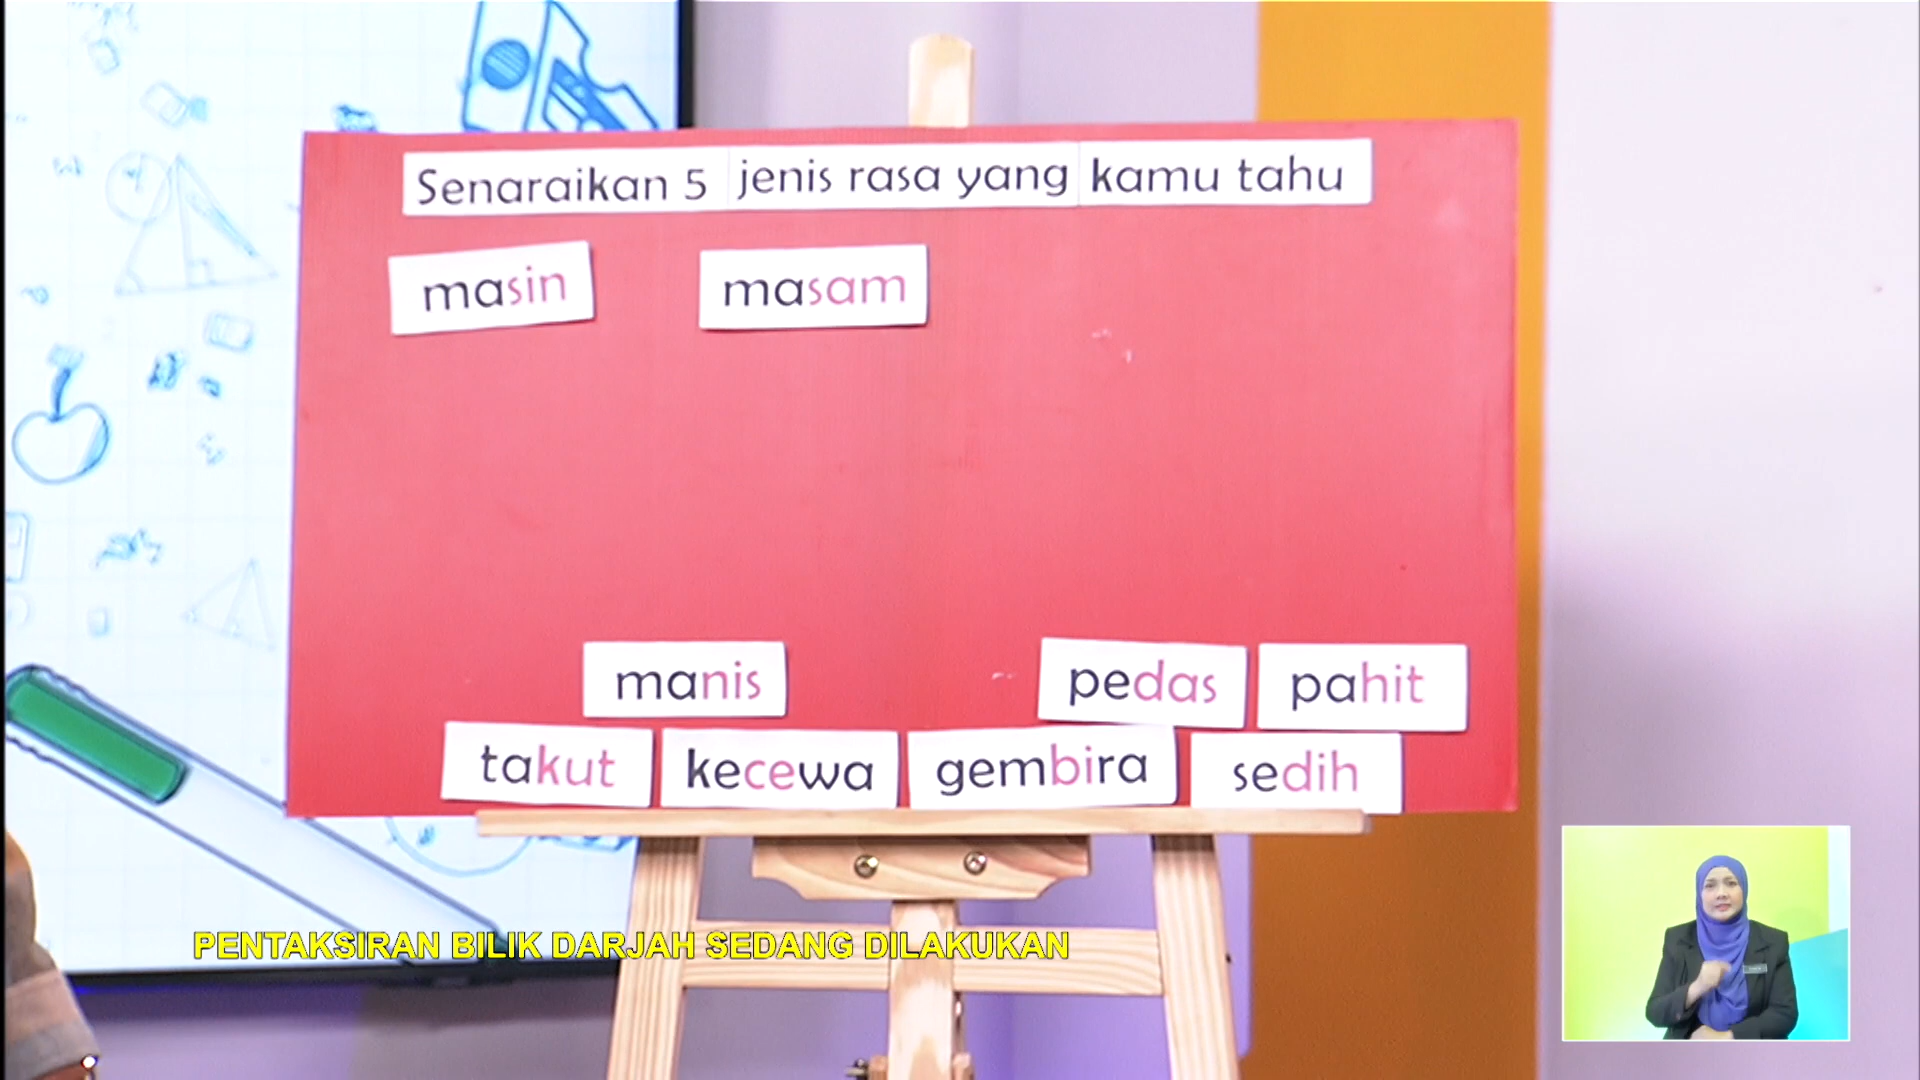 Senaraikan 5 jenis rasa yang kamu tahu
masin masam
manis pedas pahit
takut kecewa gembira sedih
PENTAKSIRAN BILIK DARJAH SEDANG DILAKUKAN